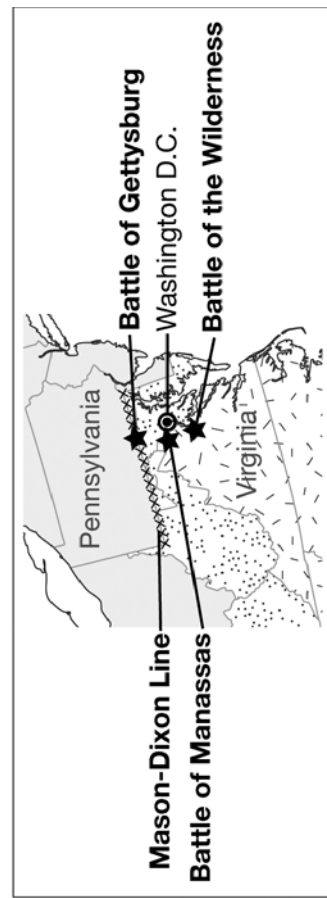 Pennsylvania
Battle of Gettysburg
Mason-Dixon Line
Washington D.C.
Battle of Manassas
Battle of the Wilderness
Virginia